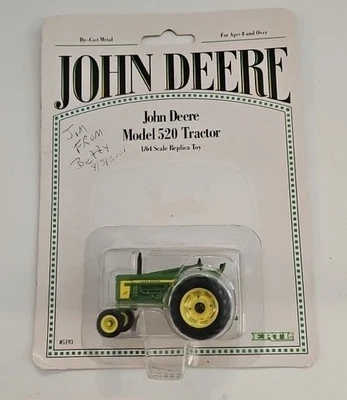 Die-Cast Metal
For Ages 8 and Over
JOHN DEERE
John Deere
Model 520 Tractor
1/64 Scale Replica Toy
Jim
From
Betty
#5193
ERTL